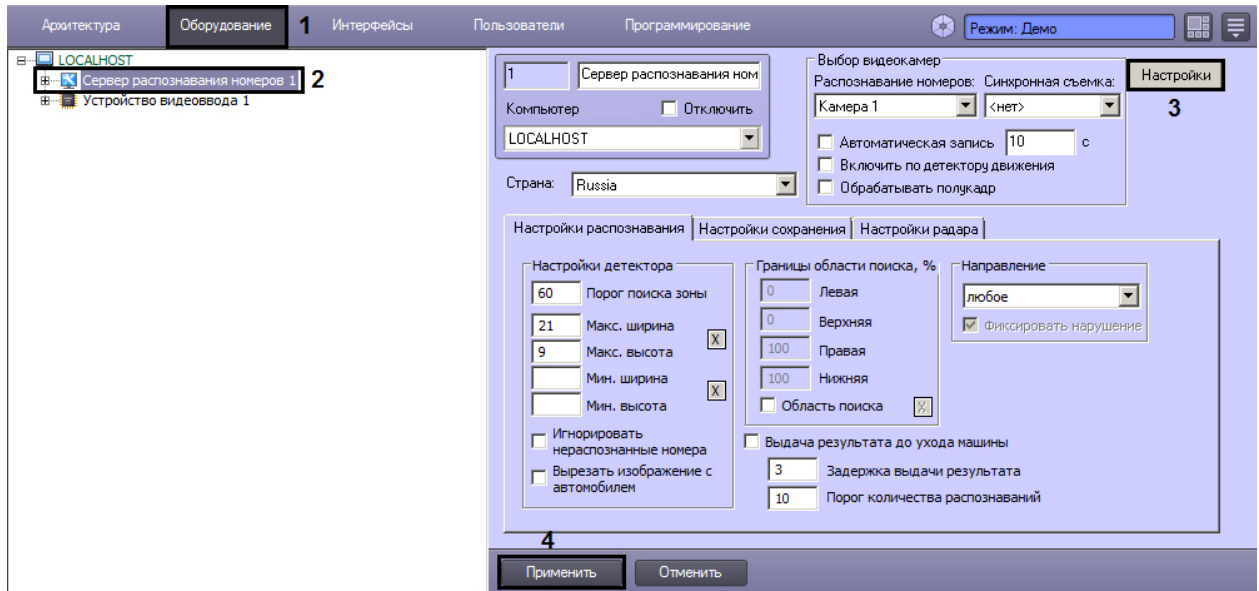 Архитектура Оборудование 1 Интерфейсы Пользователи Программирование Режим: Демо
LOCALHOST
Сервер распознавания номеров 1 2
Устройство видеоввода 1
1 Сервер распознавания ном
Компьютер Отключить
LOCALHOST
Страна: Russia
Выбор видеокамер
Распознавание номеров: Синхронная съемка:
Камера 1 <нет>
Автоматическая запись 10 с
Включить по детектору движения
Обрабатывать полукадр
Настройки
3
Настройки распознавания Настройки сохранения Настройки радара
Настройки детектора
60 Порог поиска зоны
21 Макс. ширина
9 Макс. высота
X
Мин. ширина
Мин. высота
X
Игнорировать
нераспознанные номера
Вырезать изображение с
автомобилем
Границы области поиска, %
0 Левая
0 Верхняя
100 Правая
100 Нижняя
Область поиска X
Направление
любое
Фиксировать нарушение
Выдача результата до ухода машины
3 Задержка выдачи результата
10 Порог количества распознаваний
4
Применить Отменить